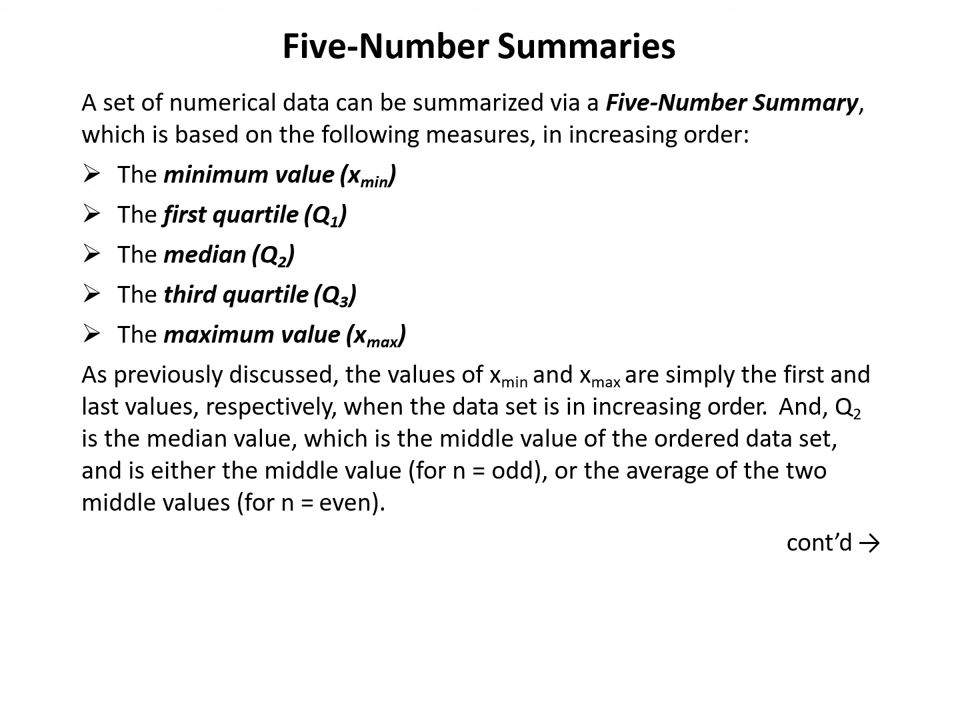 Five-Number Summaries
A set of numerical data can be summarized via a Five-Number Summary,
which is based on the following measures, in increasing order:
➢ The minimum value (xmin)
➢ The first quartile (Q1)
➢ The median (Q2)
➢ The third quartile (Q3)
➢ The maximum value (xmax)
As previously discussed, the values of xmin and xmax are simply the first and
last values, respectively, when the data set is in increasing order.  And, Q2
is the median value, which is the middle value of the ordered data set,
and is either the middle value (for n = odd), or the average of the two
middle values (for n = even).
cont’d →